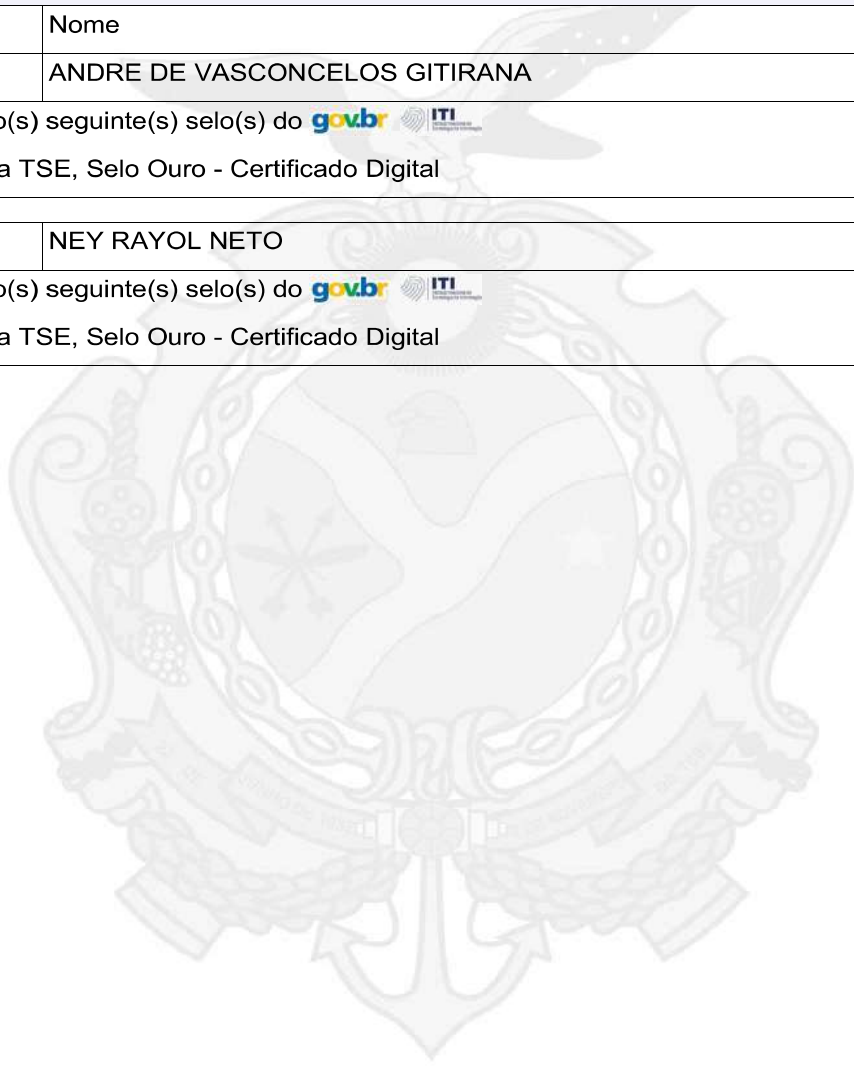 Nome
ANDRE DE VASCONCELOS GITIRANA
o(s) seguinte(s) selo(s) do gov.br ITI
a TSE, Selo Ouro - Certificado Digital
NEY RAYOL NETO
o(s) seguinte(s) selo(s) do gov.br ITI
a TSE, Selo Ouro - Certificado Digital